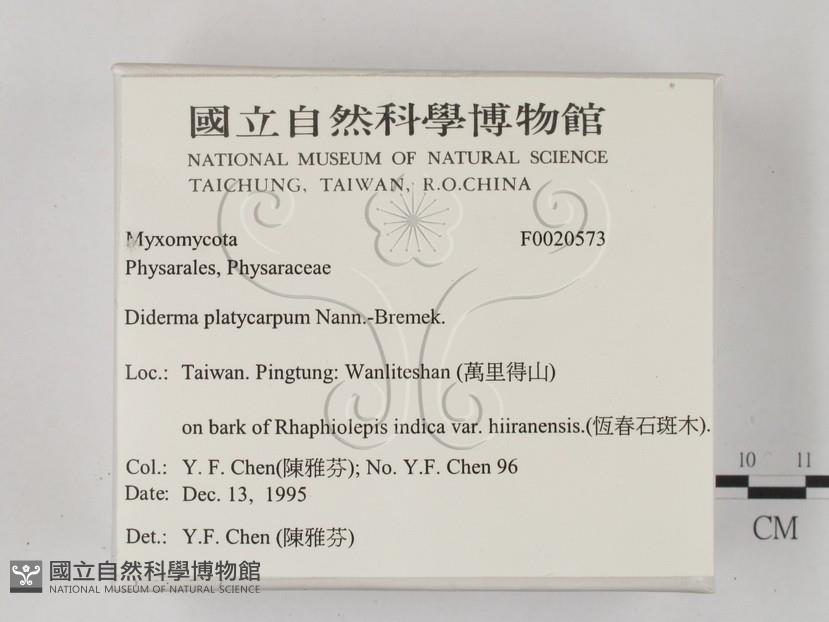 國立自然科學博物館
NATIONAL MUSEUM OF NATURAL SCIENCE
TAICHUNG, TAIWAN, R.O.CHINA
Myxomycota F0020573
Physarales, Physaraceae
Diderma platycarpum Nann.-Bremek.
Loc.: Taiwan. Pingtung: Wanliteshan (萬里得山)
on bark of Rhaphiolepis indica var. hiiranensis.(恆春石斑木).
Col.: Y. F. Chen(陳雅芬); No. Y.F. Chen 96
Date: Dec. 13, 1995
Det.: Y.F. Chen (陳雅芬)
10 11
CM
國立自然科學博物館
NATIONAL MUSEUM OF NATURAL SCIENCE